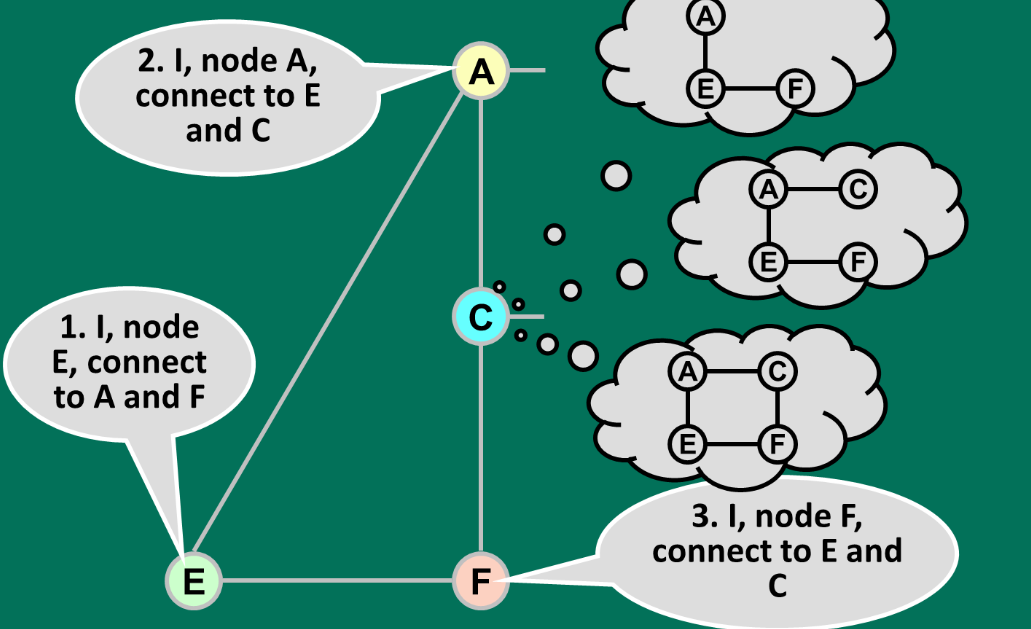 A
E F
2. I, node A,
connect to E
and C
A
A C
E F
1. I, node
E, connect
to A and F
C
A C
E F
3. I, node F,
connect to E and
C
E
F